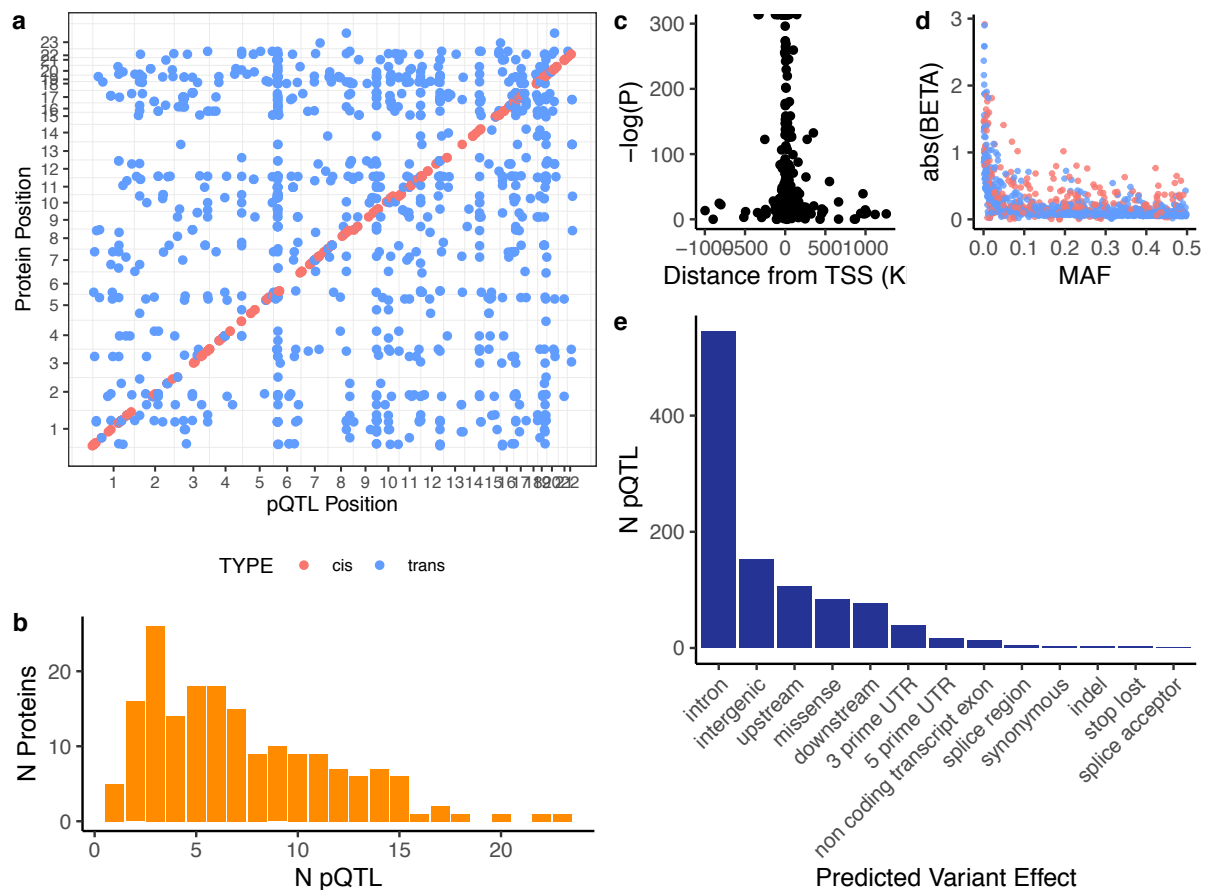 a
Protein Position
23
22
21
20
19
18
17
16
15
14
13
12
11
10
9
8
7
6
5
4
3
2
1
1 2 3 4 5 6 7 8 9 10 11 12 13 14 15 16 17 18 19 20 21 22
pQTL Position
TYPE cis trans
b
N Proteins
20
10
0
0 5 10 15 20
N pQTL
c
−log(P)
300
200
100
0
−1000 −500 0 500 1000
Distance from TSS (K
d
abs(BETA)
3
2
1
0
0.0 0.1 0.2 0.3 0.4 0.5
MAF
e
N pQTL
400
200
0
intron
intergenic
upstream
missense
downstream
3 prime UTR
5 prime UTR
non coding transcript exon
splice region
synonymous
indel
stop lost
splice acceptor
Predicted Variant Effect